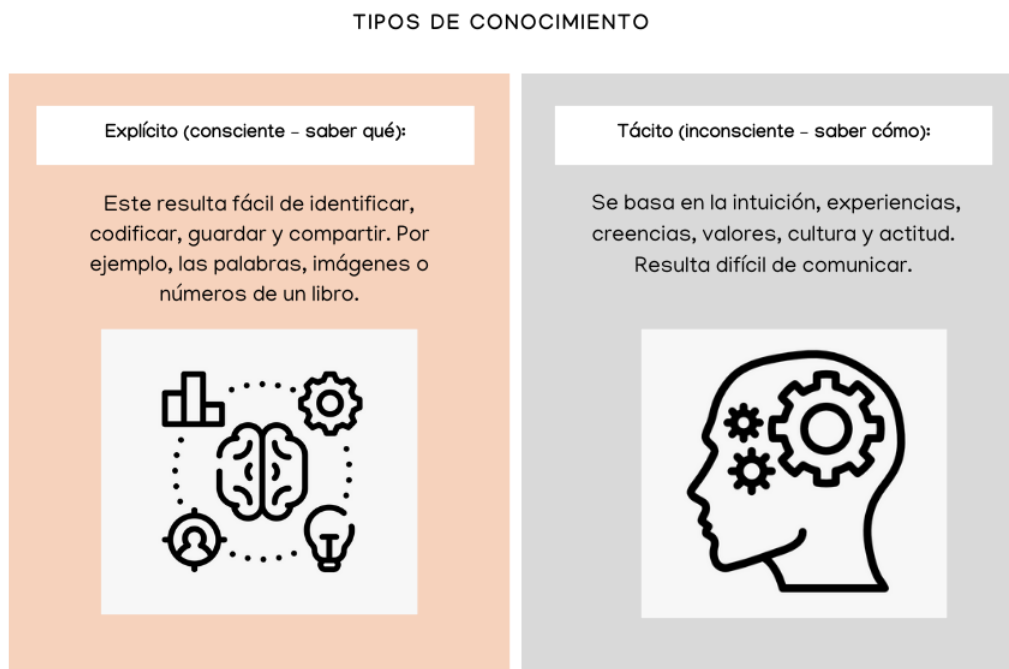 TIPOS DE CONOCIMIENTO
Explícito (consciente - saber qué):
Este resulta fácil de identificar,
codificar, guardar y compartir. Por
ejemplo, las palabras, imágenes o
números de un libro.
Tácito (inconsciente - saber cómo):
Se basa en la intuición, experiencias,
creencias, valores, cultura y actitud.
Resulta difícil de comunicar.